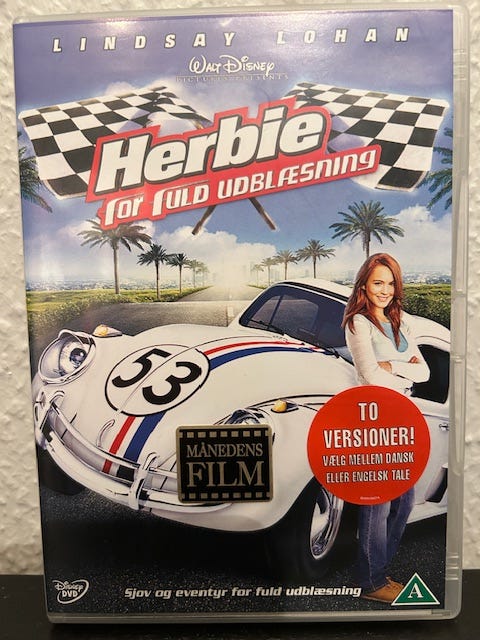 LINDSAY LOHAN
WALT DISNEY
PICTURES PRESENTS
Herbie
FOR FULD UDBLÆSNING
53
MÅNEDENS
FILM
TO
VERSIONER!
VÆLG MELLEM DANSK
ELLER ENGELSK TALE
Disney
DVD
Sjov og eventyr for fuld udblæsning
A